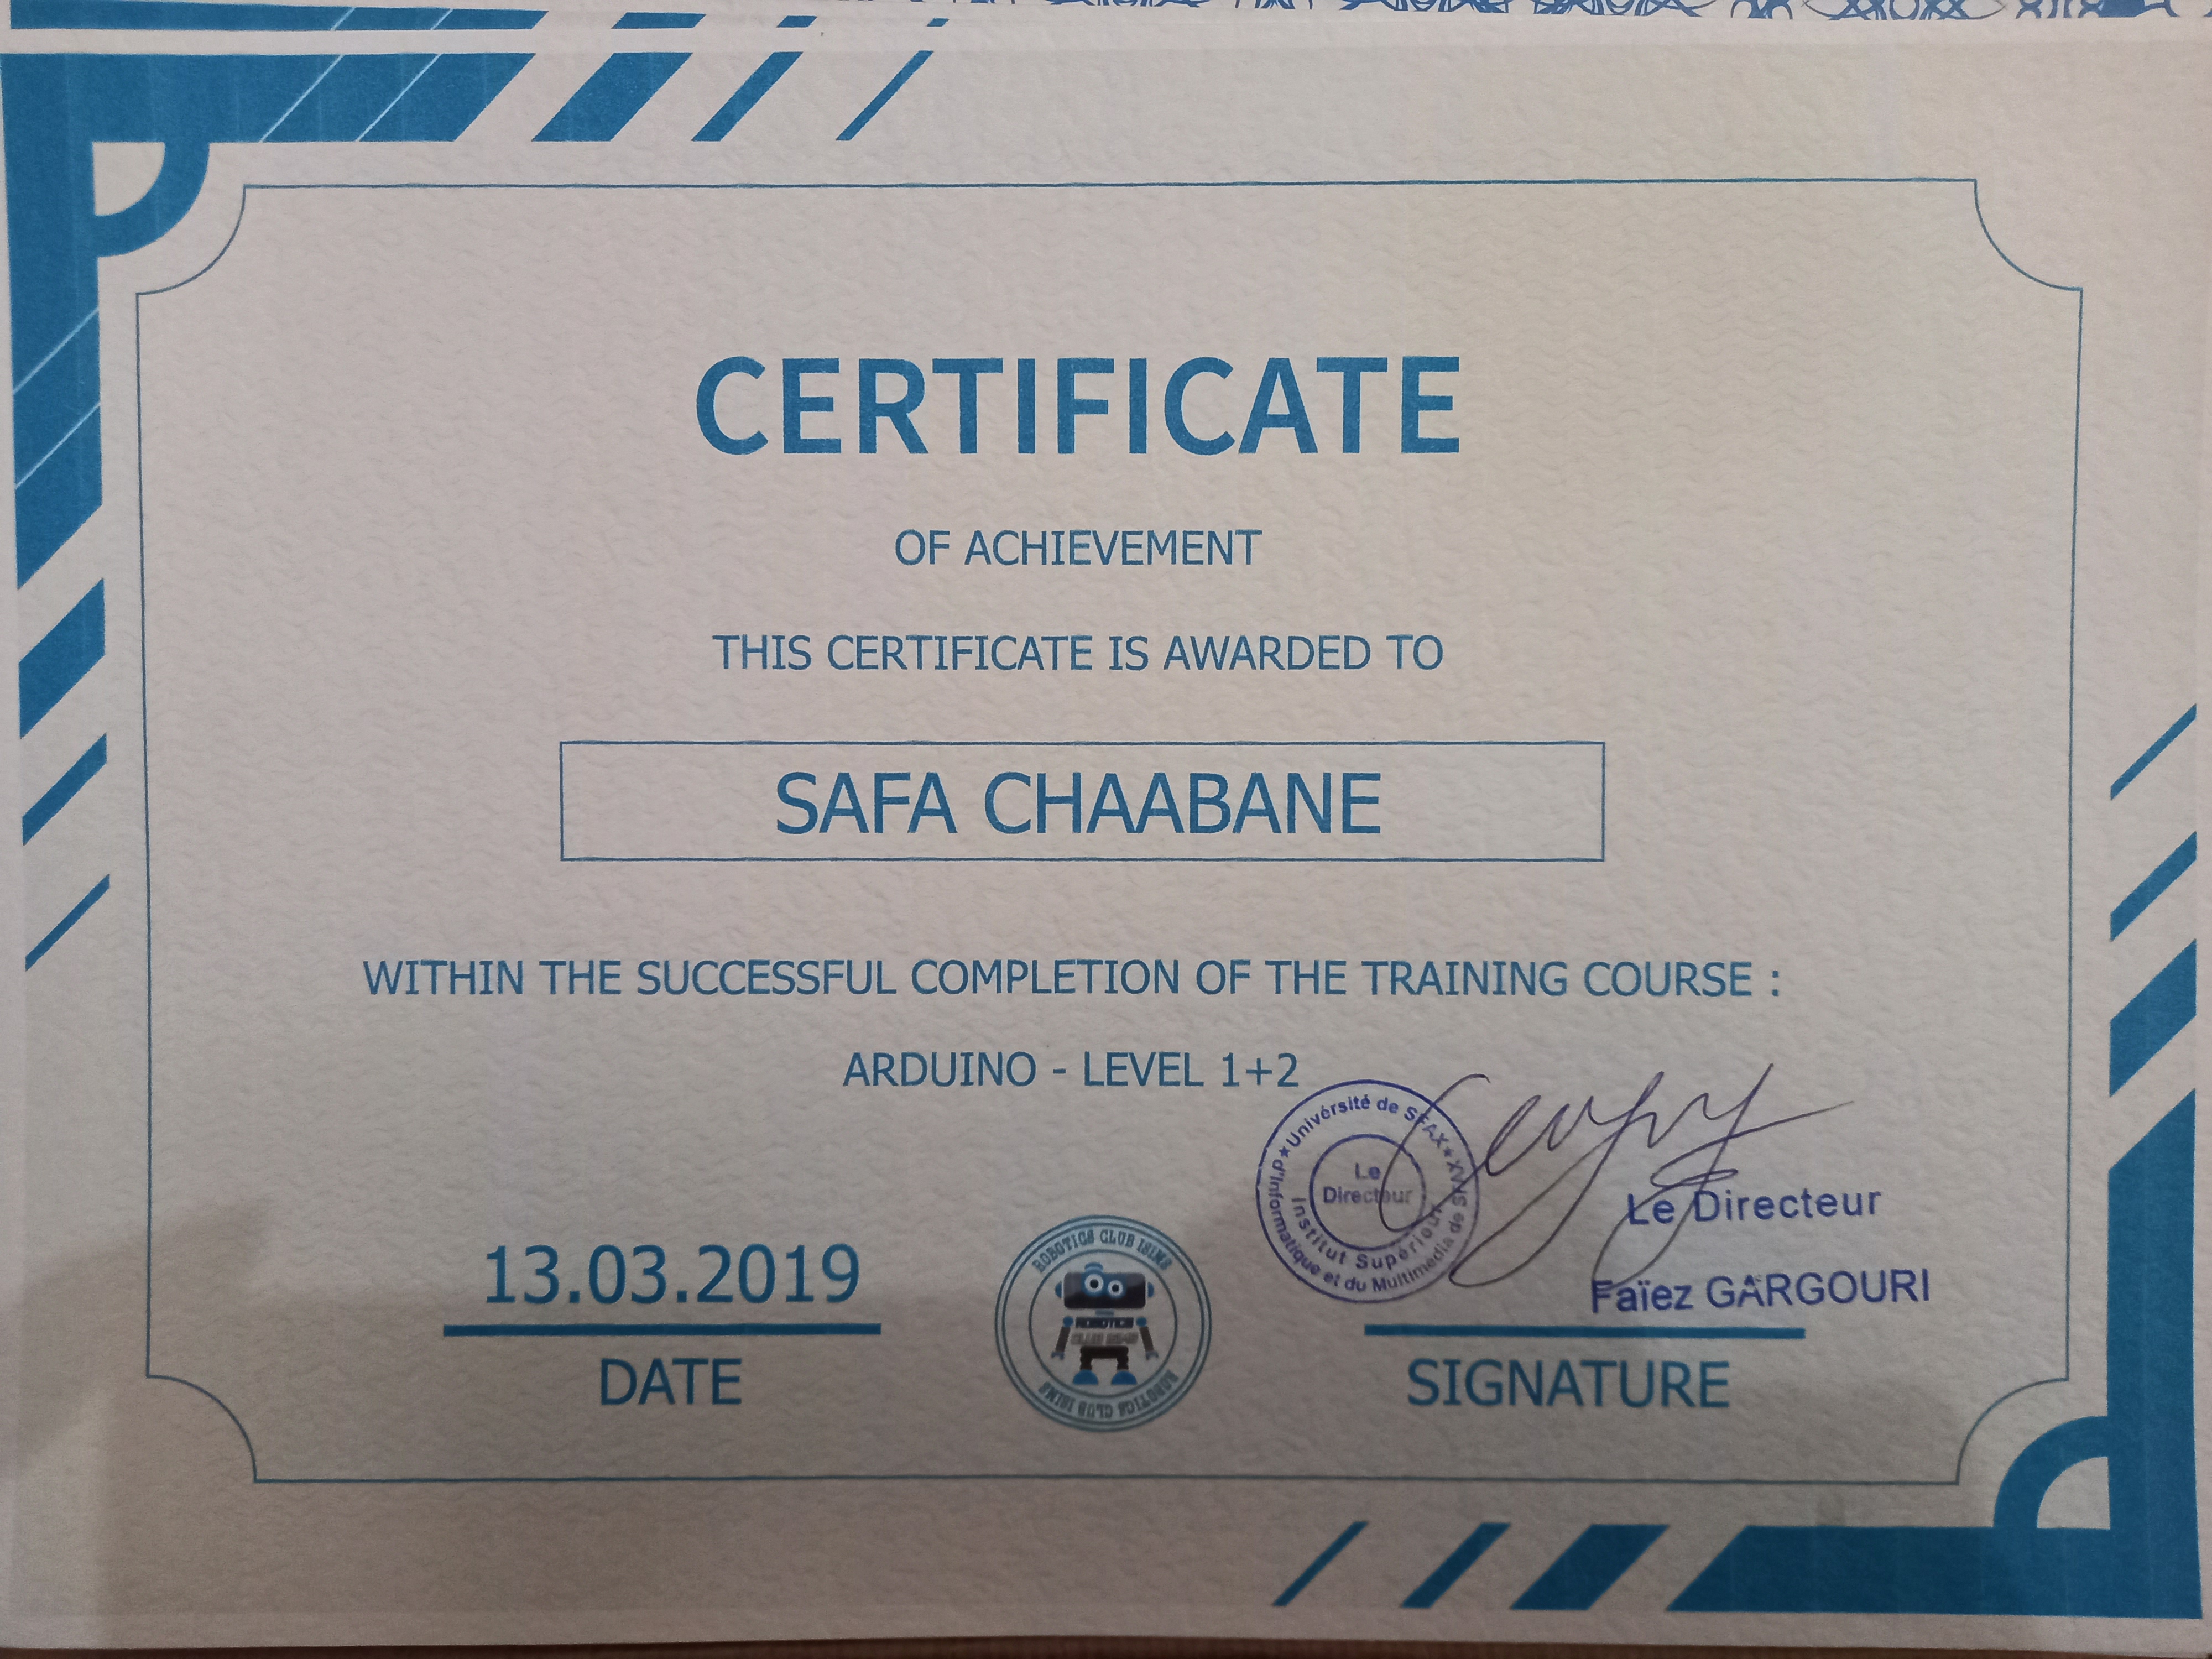 CERTIFICATE
OF ACHIEVEMENT
THIS CERTIFICATE IS AWARDED TO
SAFA CHAABANE
WITHIN THE SUCCESSFUL COMPLETION OF THE TRAINING COURSE :
ARDUINO - LEVEL 1+2
★Université de SFAX★
Institut Supérieur
d'Informatique et du Multimédia de SFAX
Le
Directeur
Le Directeur
Faïez GARGOURI
13.03.2019
DATE
ROBOTICS CLUB ISIMS
ROBOTICS
CLUB ISIMS
ROBOTICS CLUB ISIMS
SIGNATURE